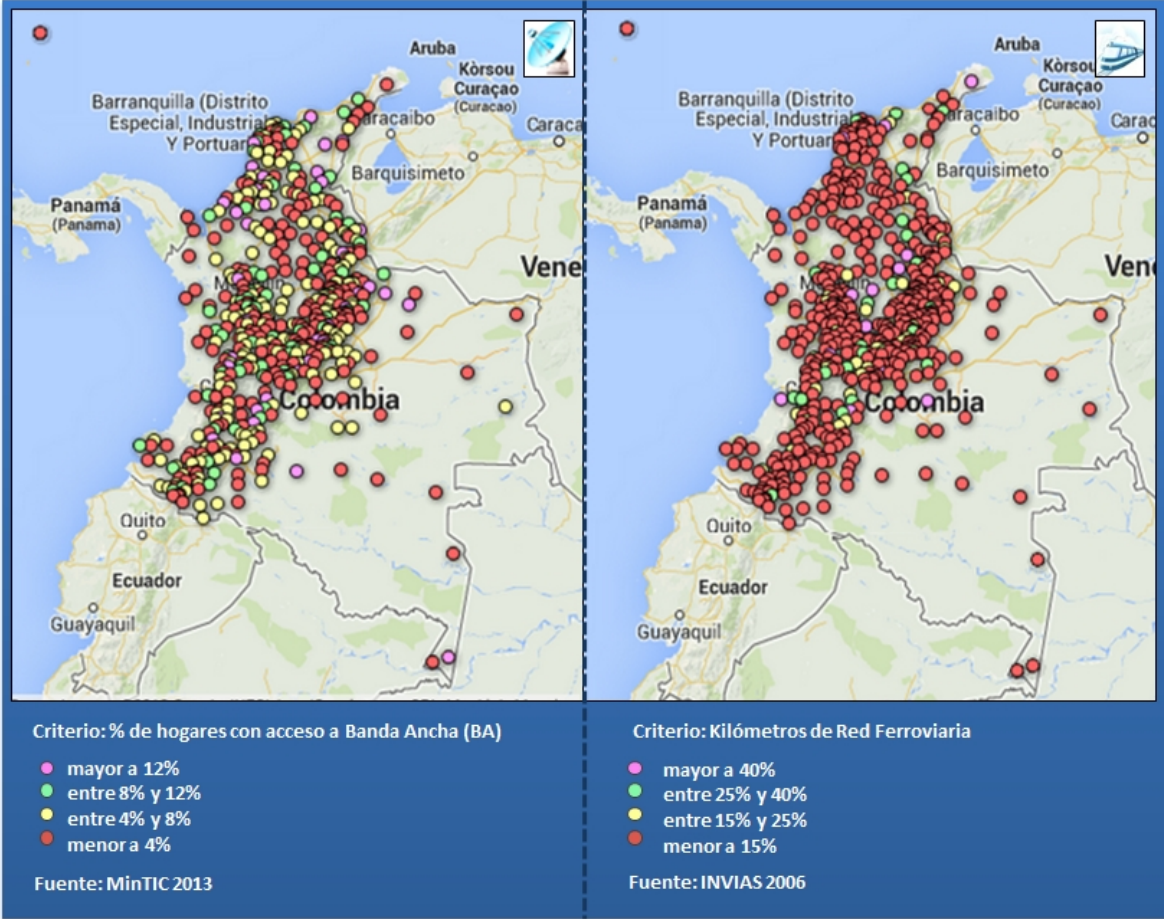 Aruba
Kòrsou
Curaçao
(Curacao)
Barranquilla (Distrito
Especial, Industrial
Y Portuar
aracaibo
Caraca
Barquisimeto
Panamá
(Panama)
Vene
Colombia
Quito
Ecuador
Guayaquil
Criterio: % de hogares con acceso a Banda Ancha (BA)
mayor a 12%
entre 8% y 12%
entre 4% y 8%
menor a 4%
Fuente: MinTIC 2013
Aruba
Kòrsou
Curaçao
(Curacao)
Barranquilla (Distrito
Especial, Industrial
Y Portuar
aracaibo
Carac
Barquisimeto
Panamá
(Panama)
Ven
Colombia
Quito
Ecuador
Guayaquil
Criterio: Kilómetros de Red Ferroviaria
mayor a 40%
entre 25% y 40%
entre 15% y 25%
menor a 15%
Fuente: INVIAS 2006